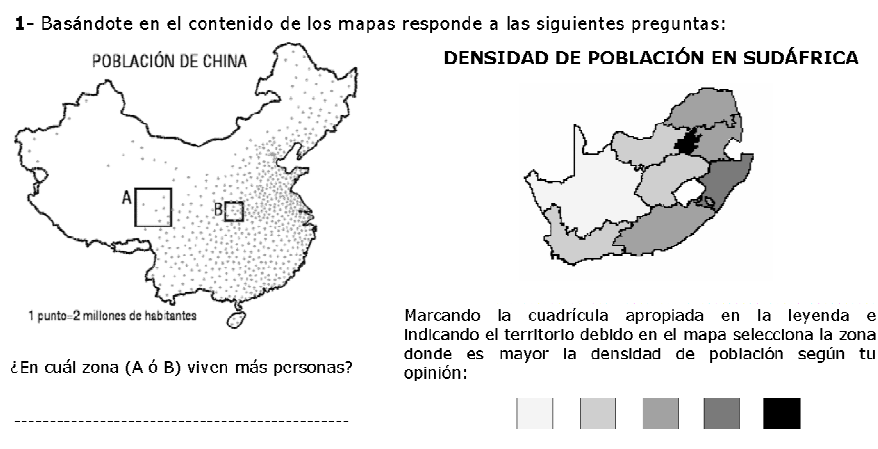 1- Basándote en el contenido de los mapas responde a las siguientes preguntas:
POBLACIÓN DE CHINA
A
B
1 punto=2 millones de habitantes
¿En cuál zona (A ó B) viven más personas?
DENSIDAD DE POBLACIÓN EN SUDÁFRICA
Marcando la cuadrícula apropiada en la leyenda e
indicando el territorio debido en el mapa selecciona la zona
donde es mayor la densidad de población según tu
opinión: